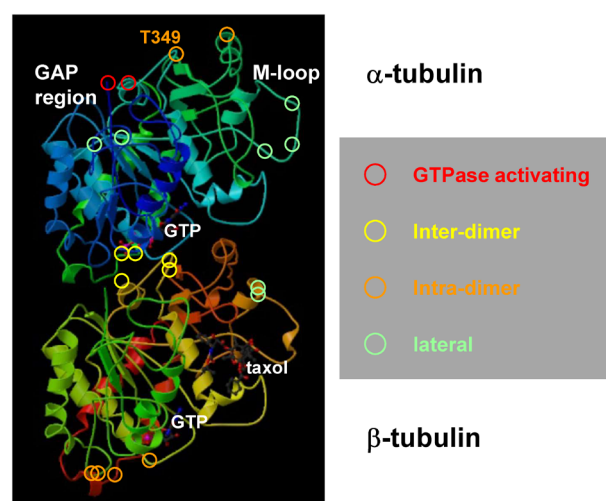 T349
GAP
region
M-loop
GTP
taxol
GTP
α-tubulin
GTPase activating
Inter-dimer
Intra-dimer
lateral
β-tubulin